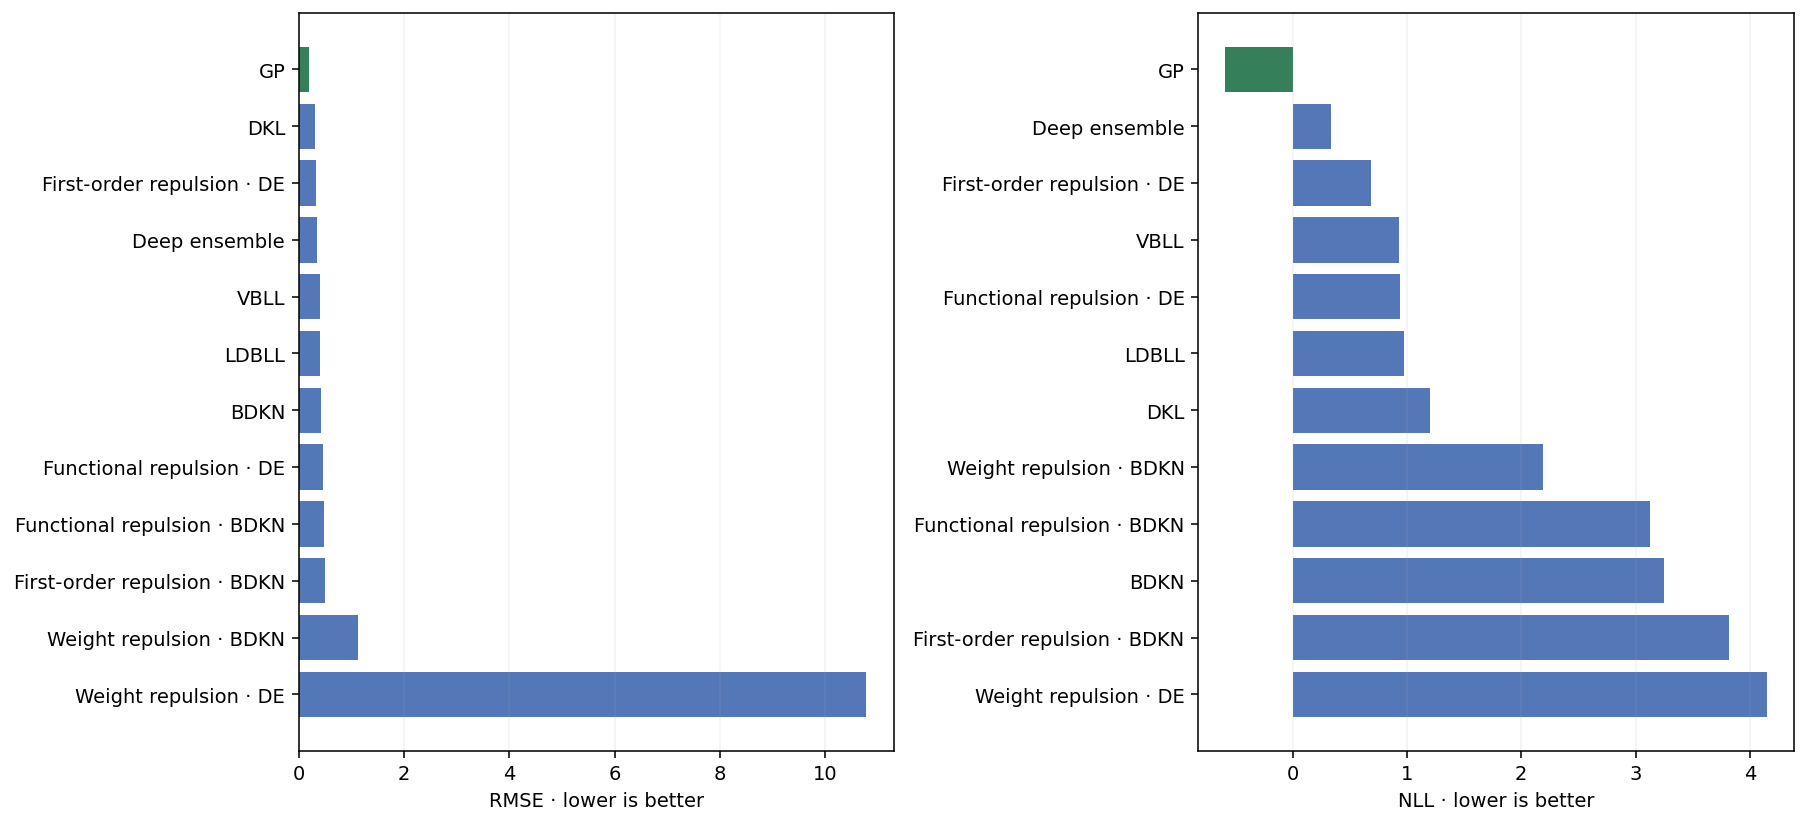 GP
DKL
First-order repulsion · DE
Deep ensemble
VBLL
LDBLL
BDKN
Functional repulsion · DE
Functional repulsion · BDKN
First-order repulsion · BDKN
Weight repulsion · BDKN
Weight repulsion · DE
0 2 4 6 8 10
RMSE · lower is better
GP
Deep ensemble
First-order repulsion · DE
VBLL
Functional repulsion · DE
LDBLL
DKL
Weight repulsion · BDKN
Functional repulsion · BDKN
BDKN
First-order repulsion · BDKN
Weight repulsion · DE
0 1 2 3 4
NLL · lower is better